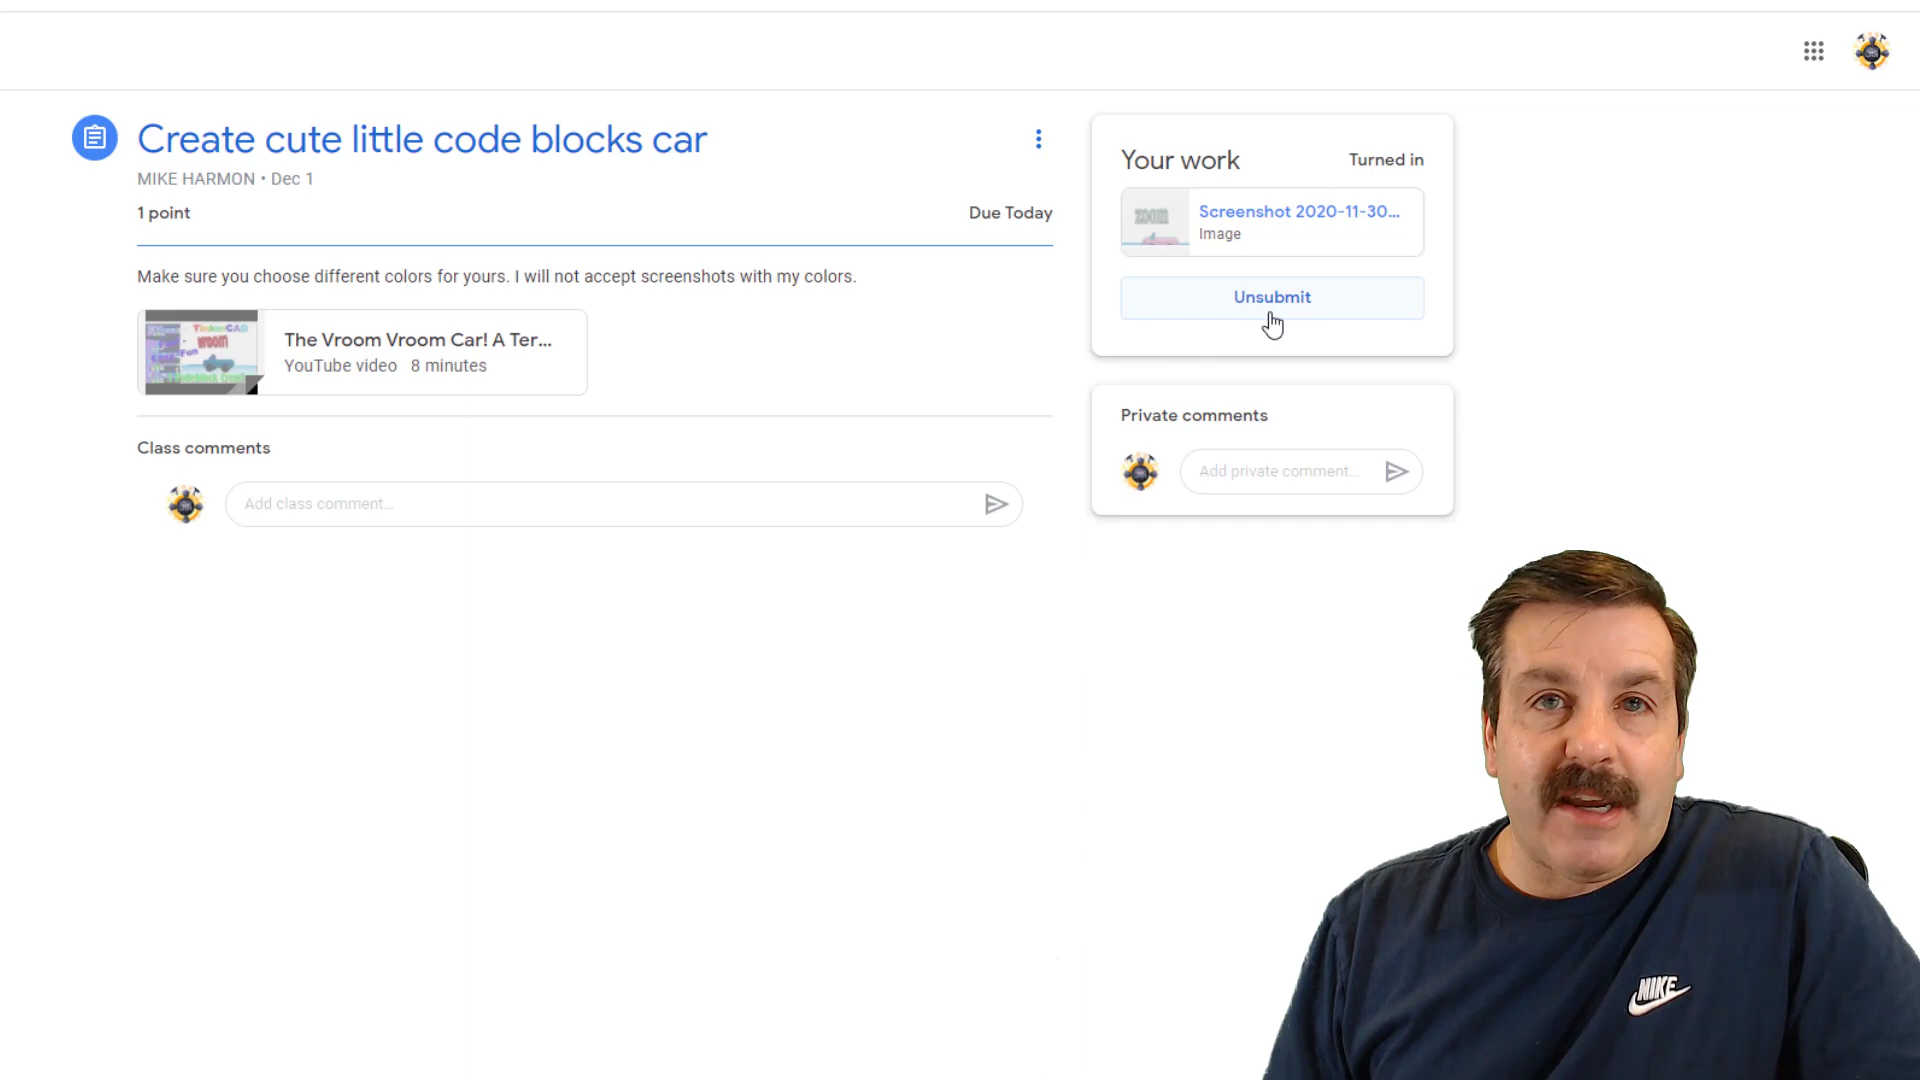 Create cute little code blocks car
MIKE HARMON • Dec 1
1 point
Due Today
Make sure you choose different colors for yours. I will not accept screenshots with my colors.
TinkerCAD
The Vroom Vroom Car! A Ter...
YouTube video 8 minutes
Class comments
Add class comment...
Your work
Turned in
ZOOM
Screenshot 2020-11-30...
Image
Unsubmit
Private comments
Add private comment...
NIKE